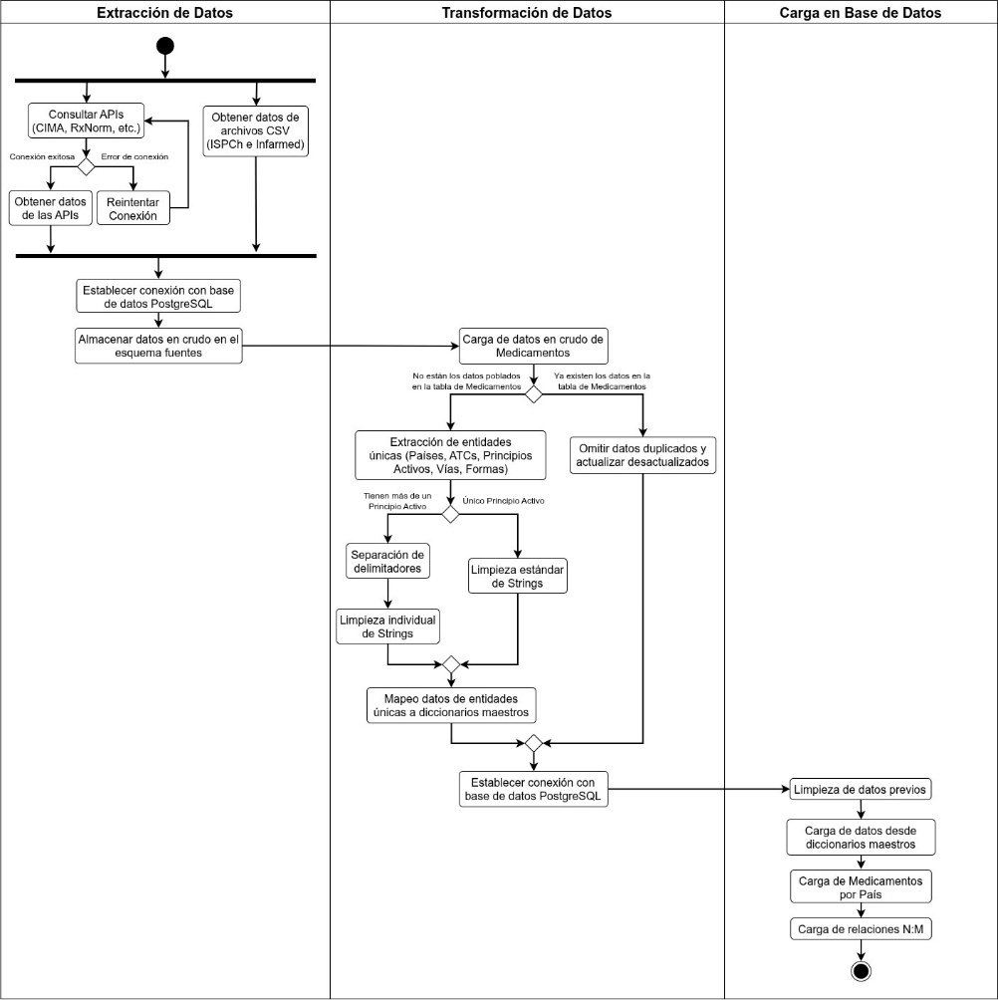 Extracción de Datos
Transformación de Datos
Carga en Base de Datos
Consultar APIs
(CIMA, RxNorm, etc.)
Obtener datos de
archivos CSV
(ISPCh e Infarmed)
Conexión exitosa
Error de conexión
Obtener datos
de las APIs
Reintentar
Conexión
Establecer conexión con base
de datos PostgreSQL
Almacenar datos en crudo en el
esquema fuentes
Carga de datos en crudo de
Medicamentos
No están los datos poblados
en la tabla de Medicamentos
Ya existen los datos en la
tabla de Medicamentos
Extracción de entidades
únicas (Países, ATCs, Principios
Activos, Vías, Formas)
Omitir datos duplicados y
actualizar desactualizados
Tienen más de un
Principio Activo
Único Principio Activo
Separación de
delimitadores
Limpieza estándar
de Strings
Limpieza individual
de Strings
Mapeo datos de entidades
únicas a diccionarios maestros
Establecer conexión con
base de datos PostgreSQL
Limpieza de datos previos
Carga de datos desde
diccionarios maestros
Carga de Medicamentos
por País
Carga de relaciones N:M